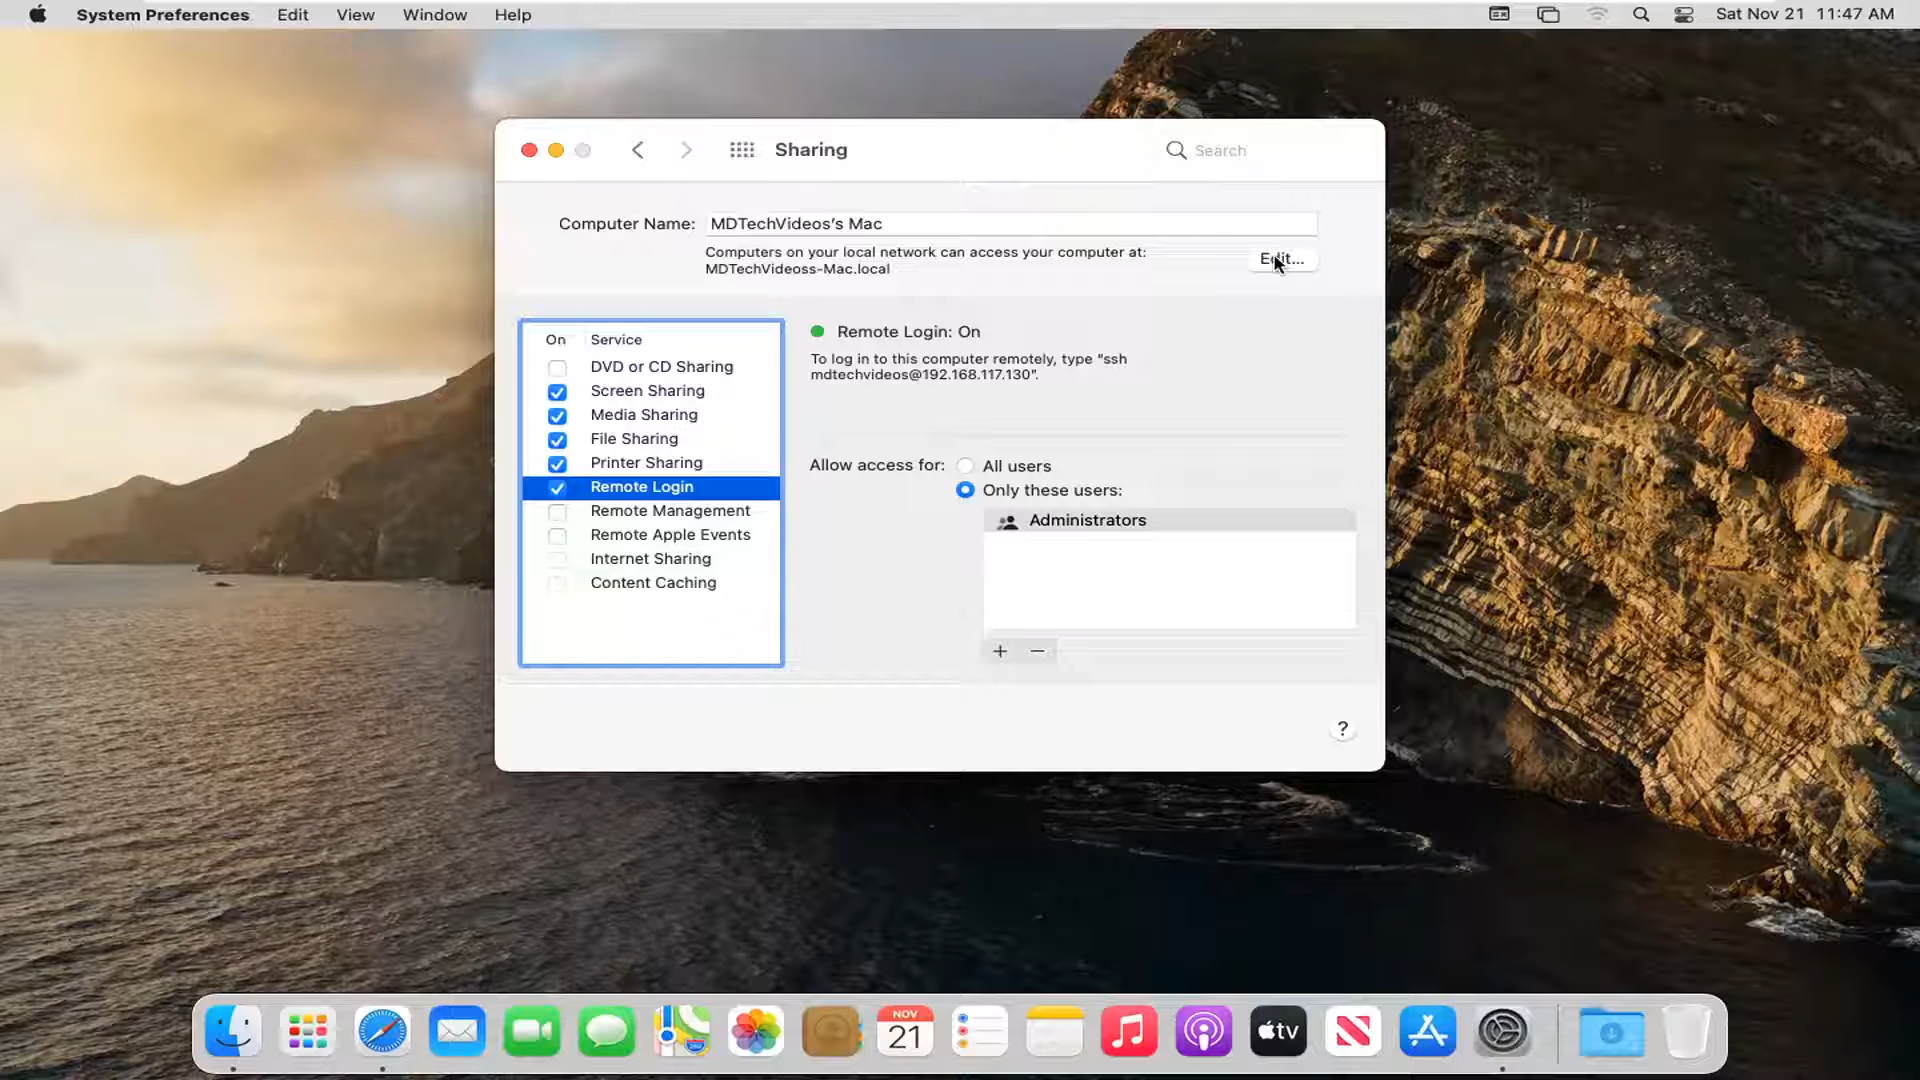 System Preferences Edit View Window Help Sat Nov 21 11:47 AM
Sharing
Search
Computer Name: MDTechVideos's Mac
Computers on your local network can access your computer at:
MDTechVideoss-Mac.local
Edit...
On Service
DVD or CD Sharing
Screen Sharing
Media Sharing
File Sharing
Printer Sharing
Remote Login
Remote Management
Remote Apple Events
Internet Sharing
Content Caching
Remote Login: On
To log in to this computer remotely, type "ssh
mdtechvideos@192.168.117.130".
Allow access for: All users
Only these users:
Administrators
+ −
?
NOV
21
tv